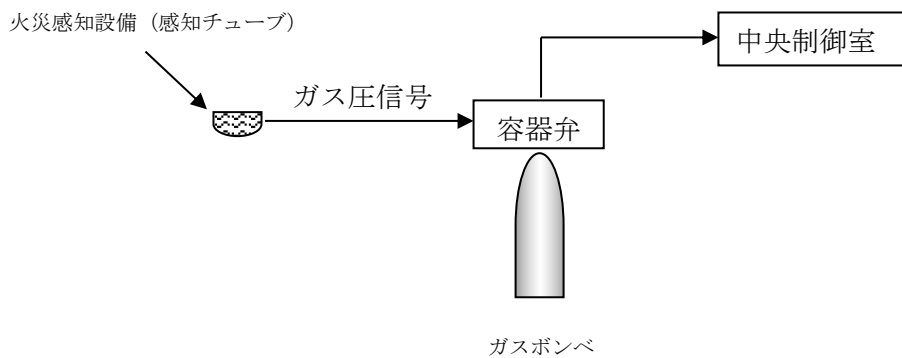 火災感知設備（感知チューブ）
中央制御室
ガス圧信号
容器弁
ガスボンベ